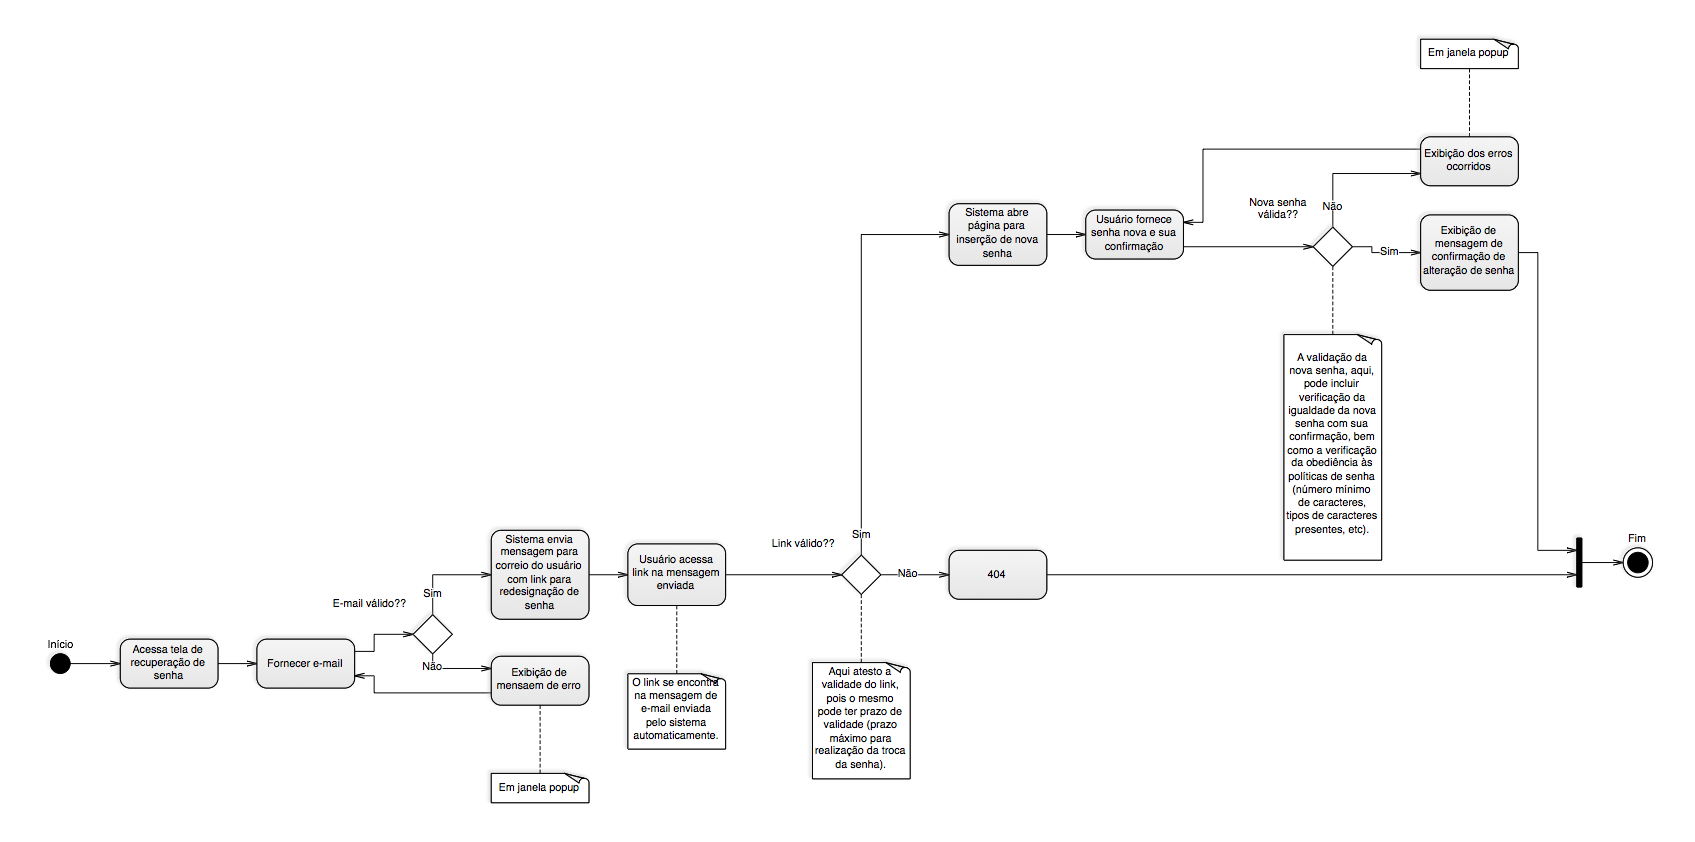 Em janela popup
Exibição dos erros
ocorridos
Nova senha
válida??
Não
Sistema abre
página para
inserção de nova
senha
Usuário fornece
senha nova e sua
confirmação
Sim
Exibição de
mensagem de
confirmação de
alteração de senha
A validação da
nova senha, aqui,
pode incluir
verificação da
igualdade da nova
senha com sua
confirmação, bem
como a verificação
da obediência às
políticas de senha
(número mínimo
de caracteres,
tipos de caracteres
presentes, etc).
Início
Acessa tela de
recuperação de
senha
Fornecer e-mail
E-mail válido??
Sim
Não
Sistema envia
mensagem para
correio do usuário
com link para
redesignação de
senha
Exibição de
mensaem de erro
Em janela popup
Usuário acessa
link na mensagem
enviada
O link se encontra
na mensagem de
e-mail enviada
pelo sistema
automaticamente.
Link válido??
Sim
Não
Aqui atesto a
validade do link,
pois o mesmo
pode ter prazo de
validade (prazo
máximo para
realização da troca
da senha).
404
Fim